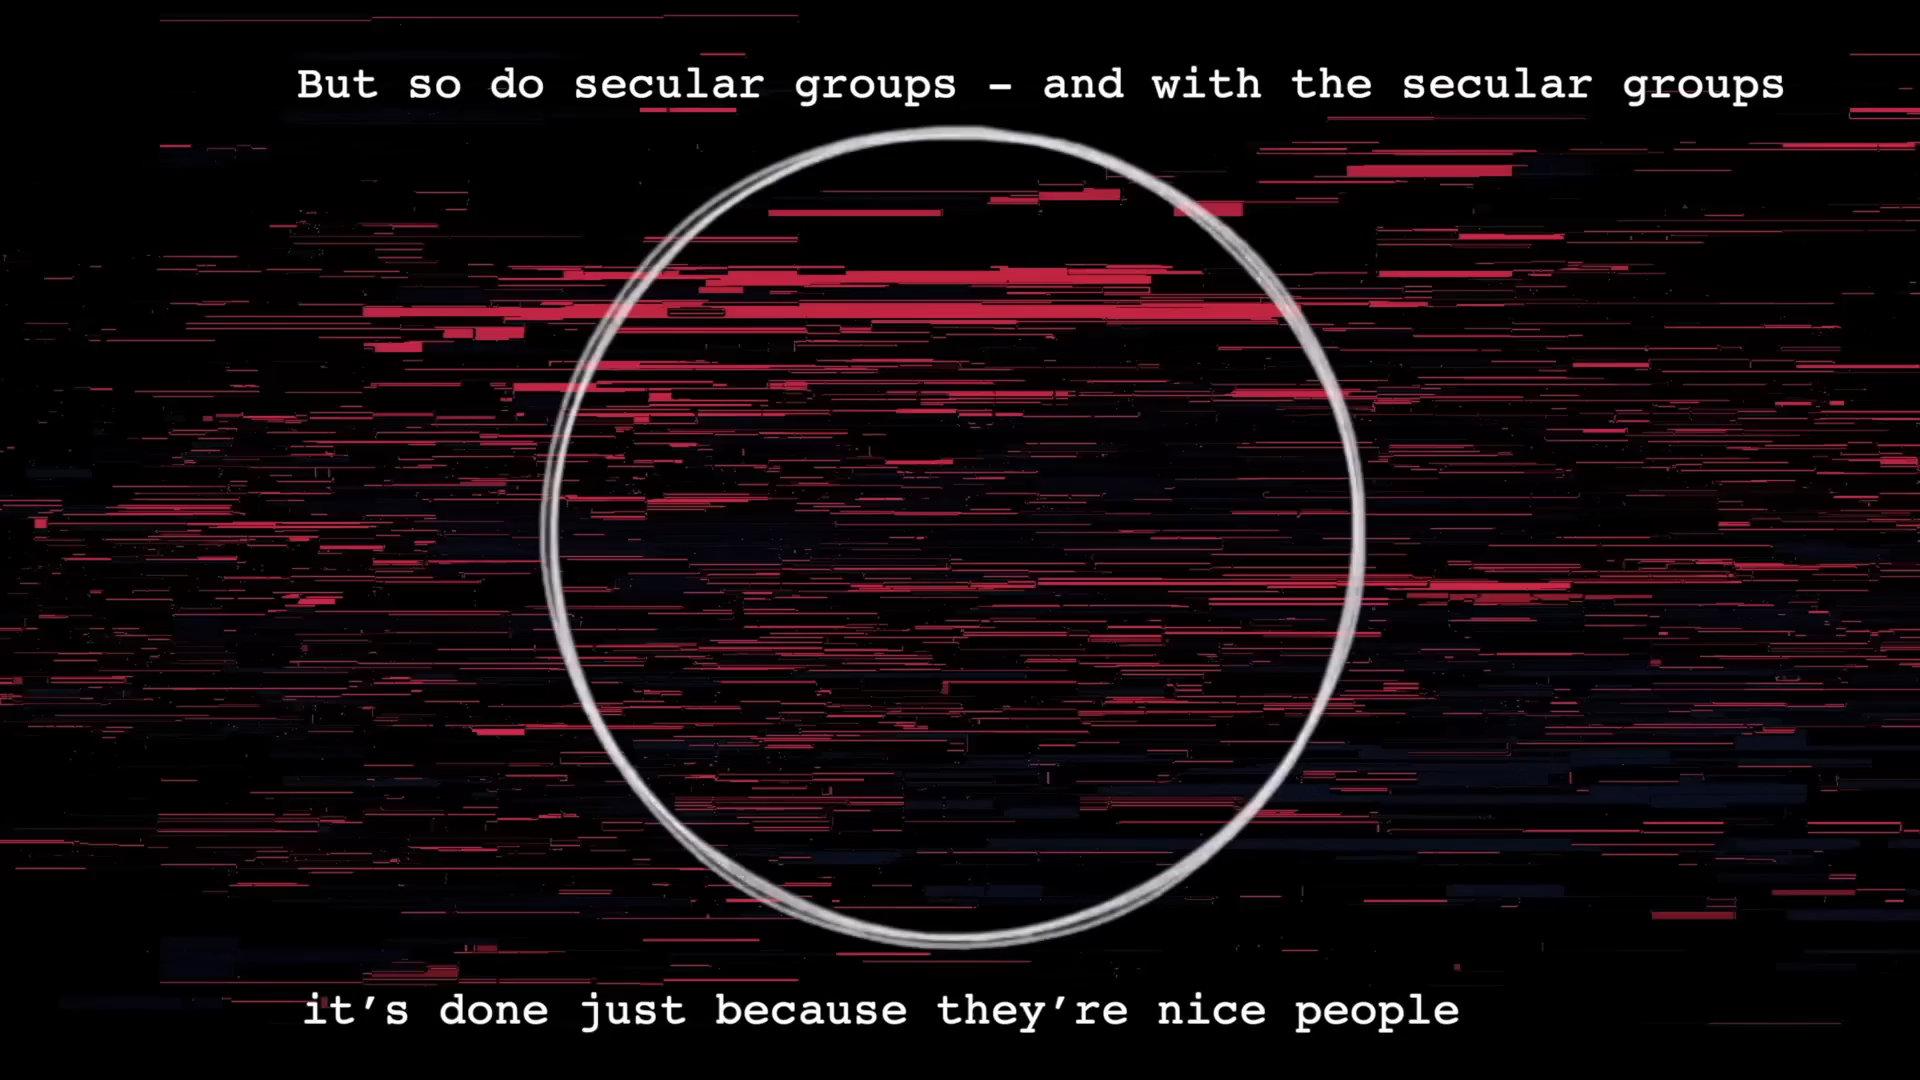 But so do secular groups – and with the secular groups
it’s done just because they’re nice people